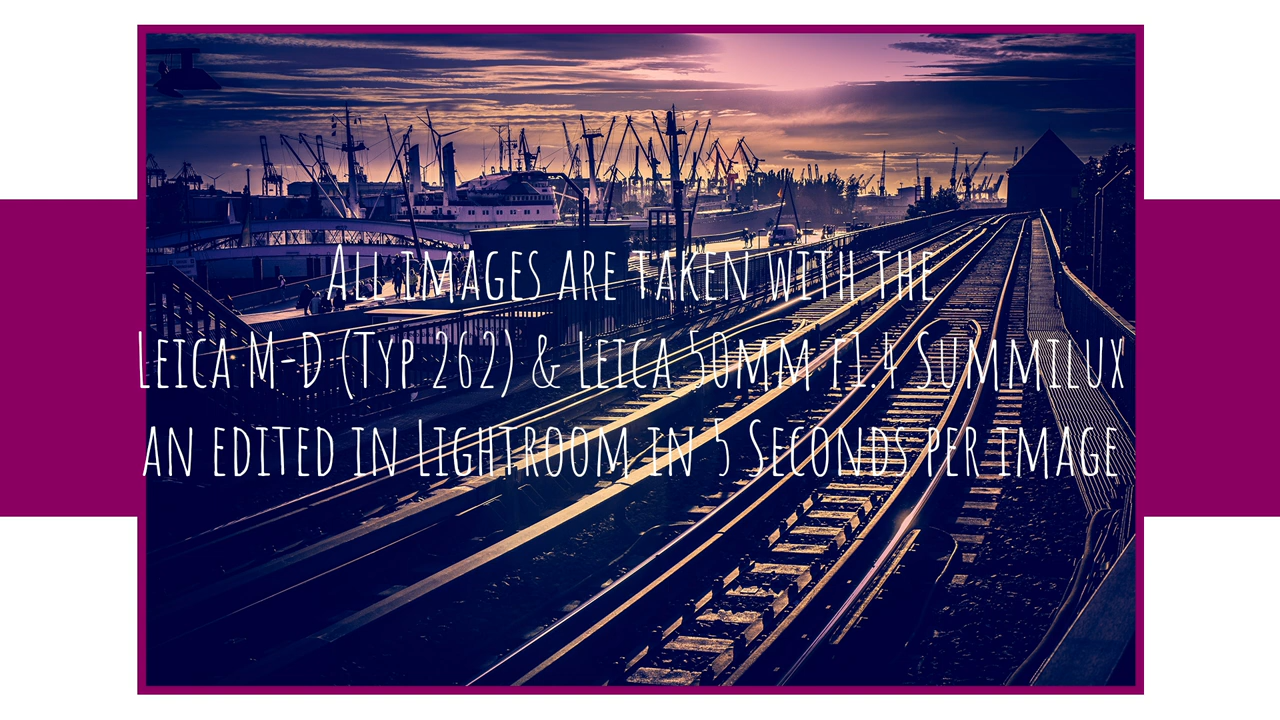 All images are taken with the
Leica M-D (Typ 262) & Leica 50mm f1.4 Summilux
an edited in Lightroom in 5 Seconds per image